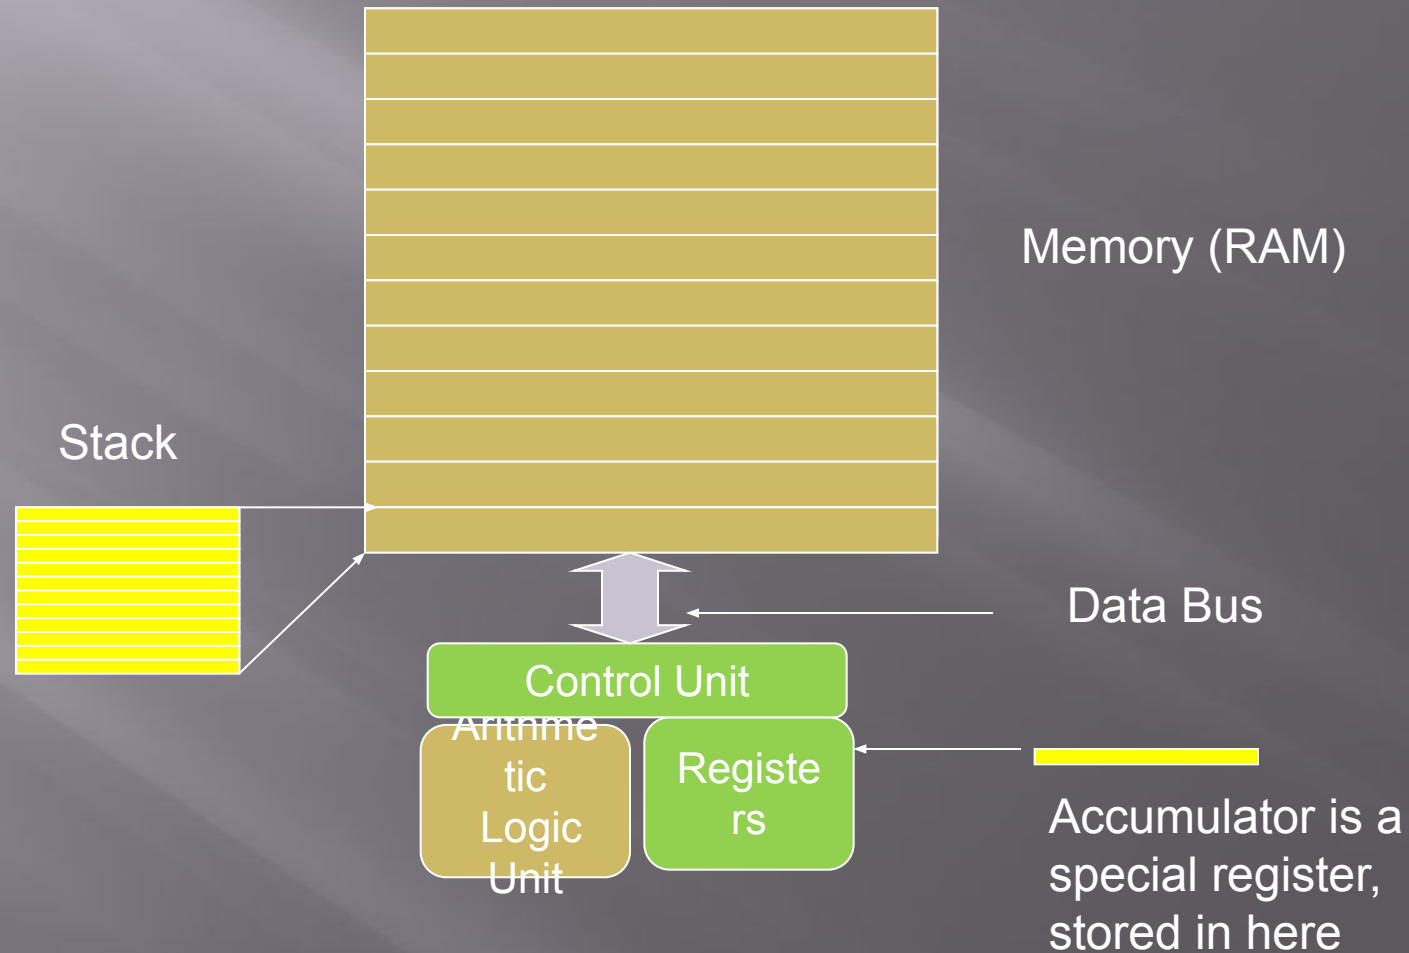 Memory (RAM)
Stack
Data Bus
Control Unit
Arithme
tic
Logic
Unit
Registe
rs
Accumulator is a
special register,
stored in here